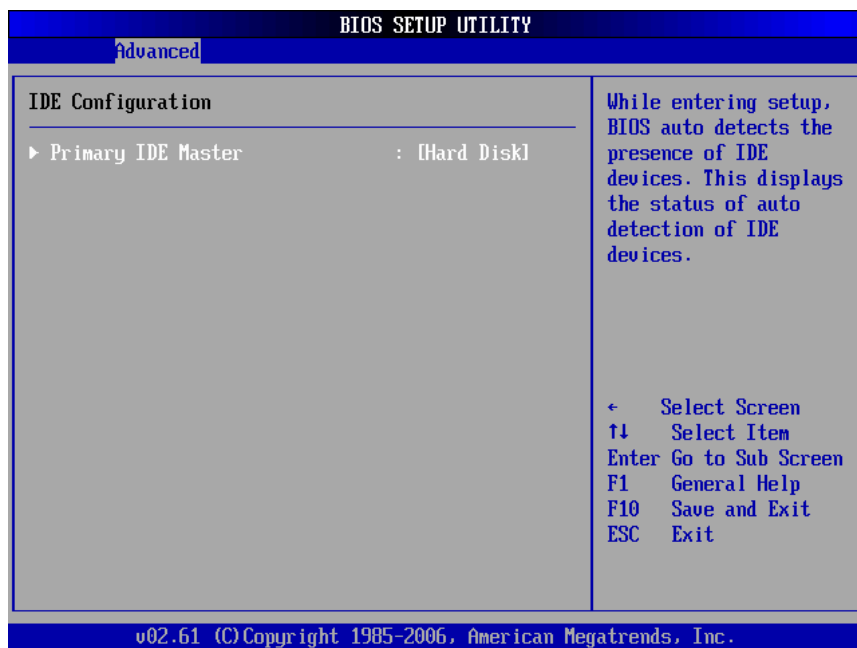 BIOS SETUP UTILITY
Advanced
IDE Configuration
▶ Primary IDE Master : [Hard Disk]
While entering setup,
BIOS auto detects the
presence of IDE
devices. This displays
the status of auto
detection of IDE
devices.
← Select Screen
↑↓ Select Item
Enter Go to Sub Screen
F1 General Help
F10 Save and Exit
ESC Exit
v02.61 (C)Copyright 1985-2006, American Megatrends, Inc.